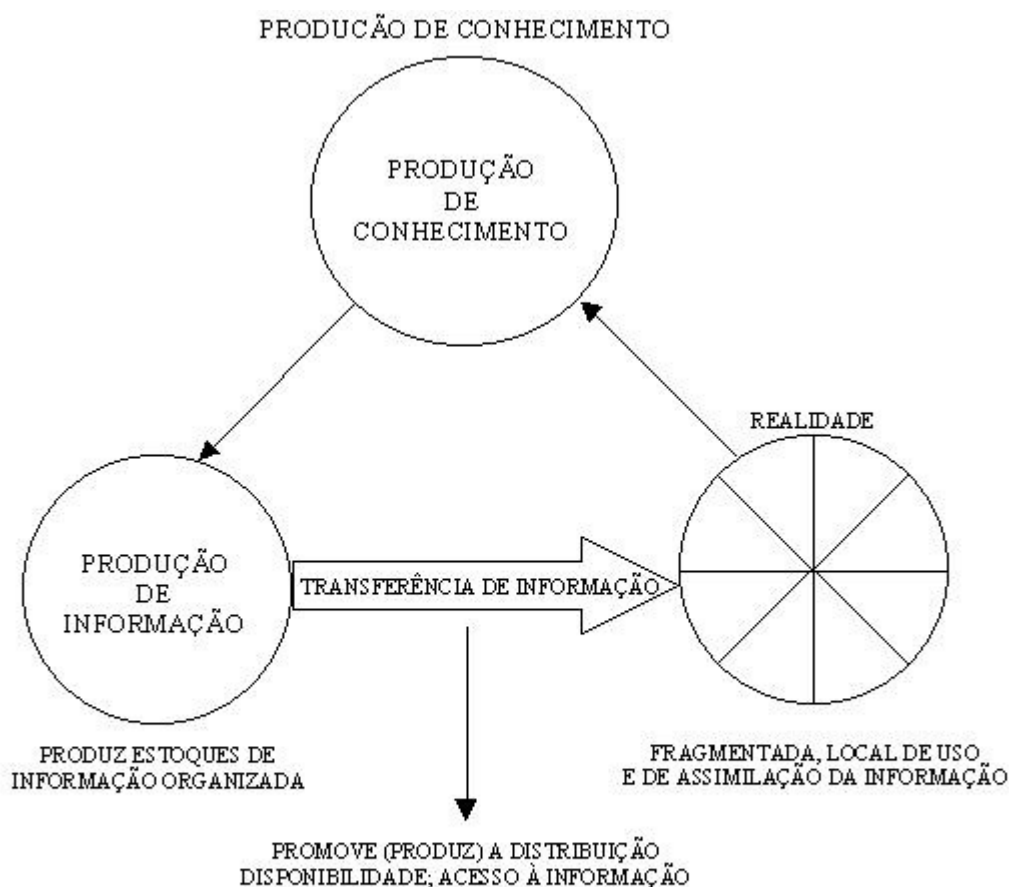 PRODUCÃO DE CONHECIMENTO
PRODUÇÃO
DE
CONHECIMENTO
REALIDADE
PRODUÇÃO
DE
INFORMAÇÃO
TRANSFERÊNCIA DE INFORMAÇÃO
PRODUZ ESTOQUES DE
INFORMAÇÃO ORGANIZADA
FRAGMENTADA, LOCAL DE USO
E DE ASSIMILAÇÃO DA INFORMAÇÃO
PROMOVE (PRODUZ) A DISTRIBUIÇÃO
DISPONIBILIDADE; ACESSO À INFORMAÇÃO